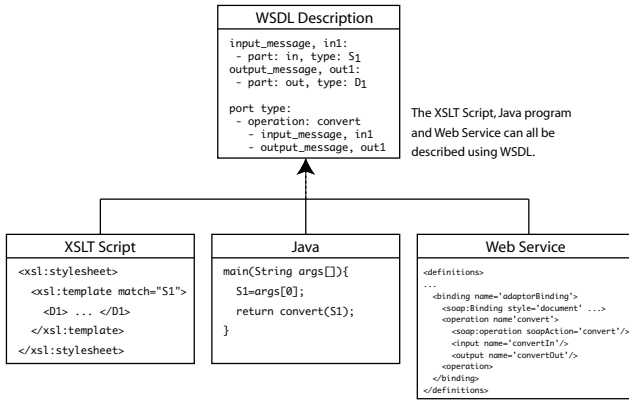 WSDL Description
input_message, in1:
- part: in, type: S1
output_message, out1:
- part: out, type: D1
port type:
- operation: convert
- input_message, in1
- output_message, out1
The XSLT Script, Java program
and Web Service can all be
described using WSDL.
XSLT Script
<xsl:stylesheet>
<xsl:template match="S1">
<D1> ... </D1>
</xsl:template>
</xsl:stylesheet>
Java
main(String args[]){
S1=args[0];
return convert(S1);
}
Web Service
<definitions>
...
<binding name='adaptorBinding'>
<soap:Binding style='document' ...>
<operation name'convert'>
<soap:operation soapAction='convert'/>
<input name='convertIn'/>
<output name='convertOut'/>
<operation>
</binding>
</definitions>